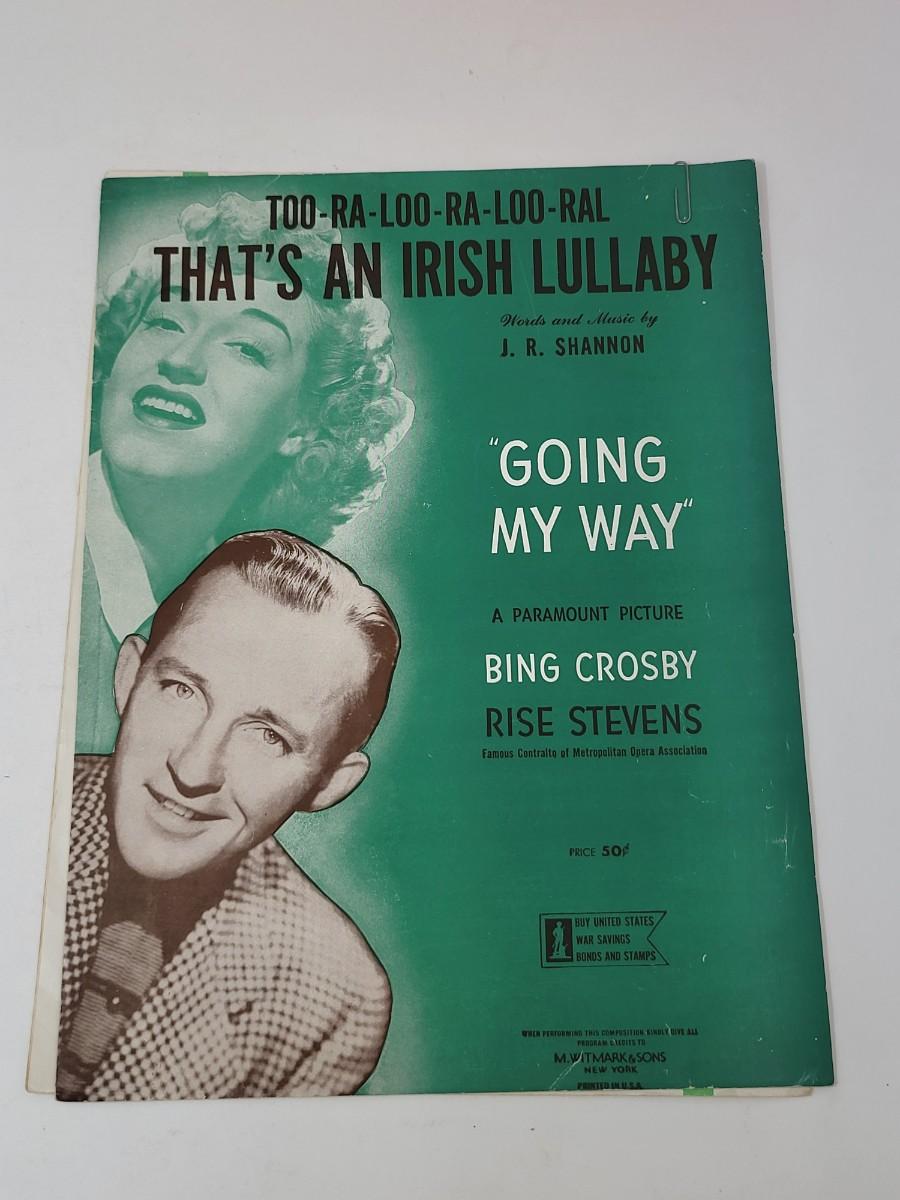 TOO-RA-LOO-RA-LOO-RAL
THAT'S AN IRISH LULLABY
Words and Music by
J. R. SHANNON
"GOING
MY WAY"
A PARAMOUNT PICTURE
BING CROSBY
RISE STEVENS
Famous Contralto of Metropolitan Opera Association
PRICE 50¢
BUY UNITED STATES
WAR SAVINGS
BONDS AND STAMPS
WHEN PERFORMING THIS COMPOSITION KINDLY GIVE ALL
PROGRAM CREDITS TO
M. WITMARK & SONS
NEW YORK
PRINTED IN U.S.A.